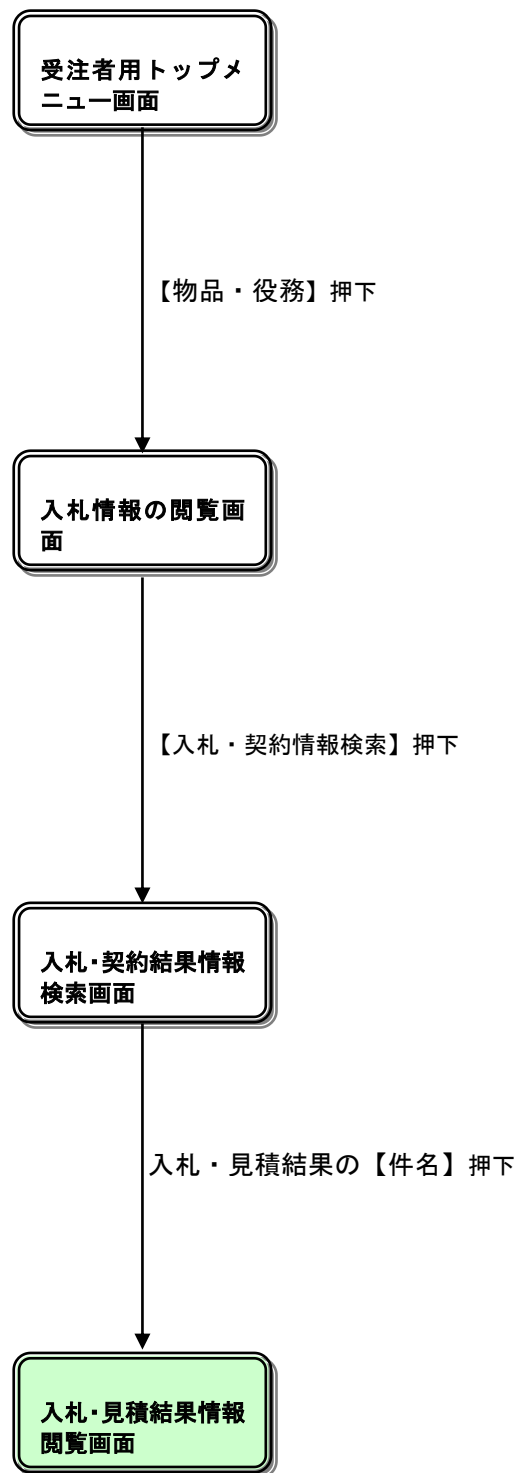 受注者用トップメ
ニュー画面
【物品・役務】押下
入札情報の閲覧画
面
【入札・契約情報検索】押下
入札・契約結果情報
検索画面
入札・見積結果の【件名】押下
入札・見積結果情報
閲覧画面